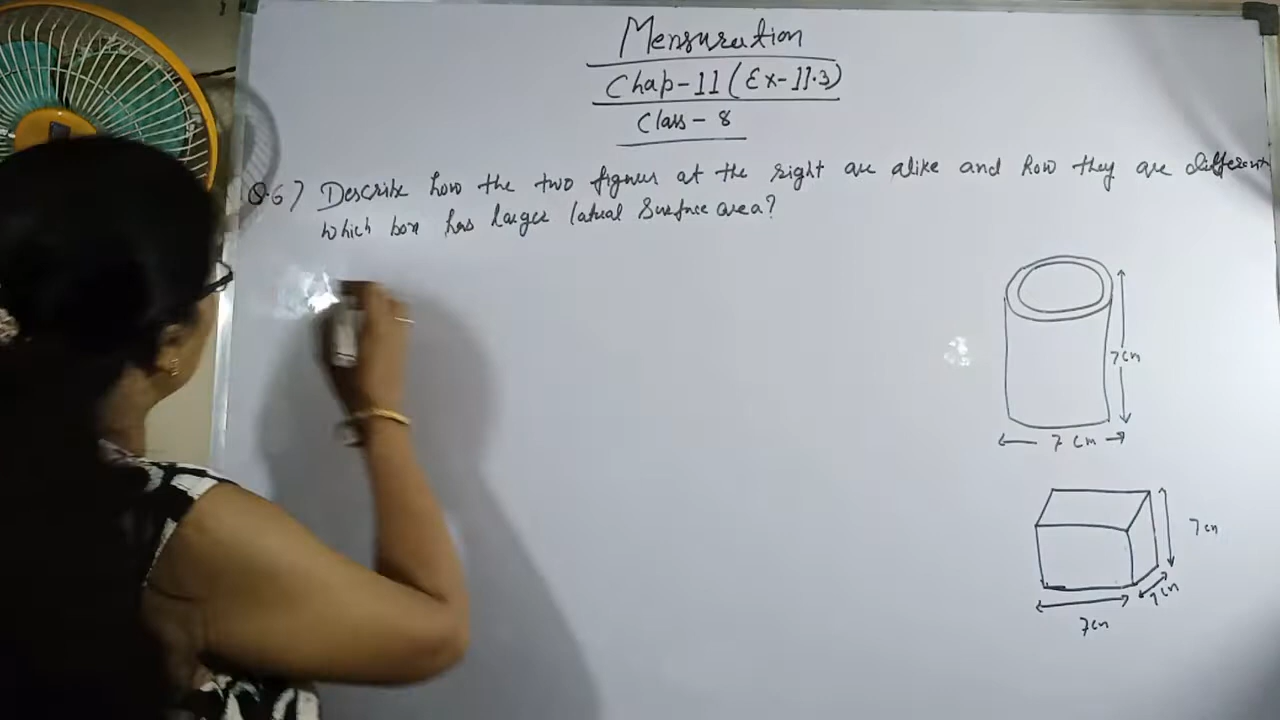 Mensuration
Chap-11 (Ex-11.3)
Class - 8
Q.6) Describe how the two figures at the right are alike and how they are different
which box has larger lateral surface area?
7cm
7 cm
7cm
7cm
7cm